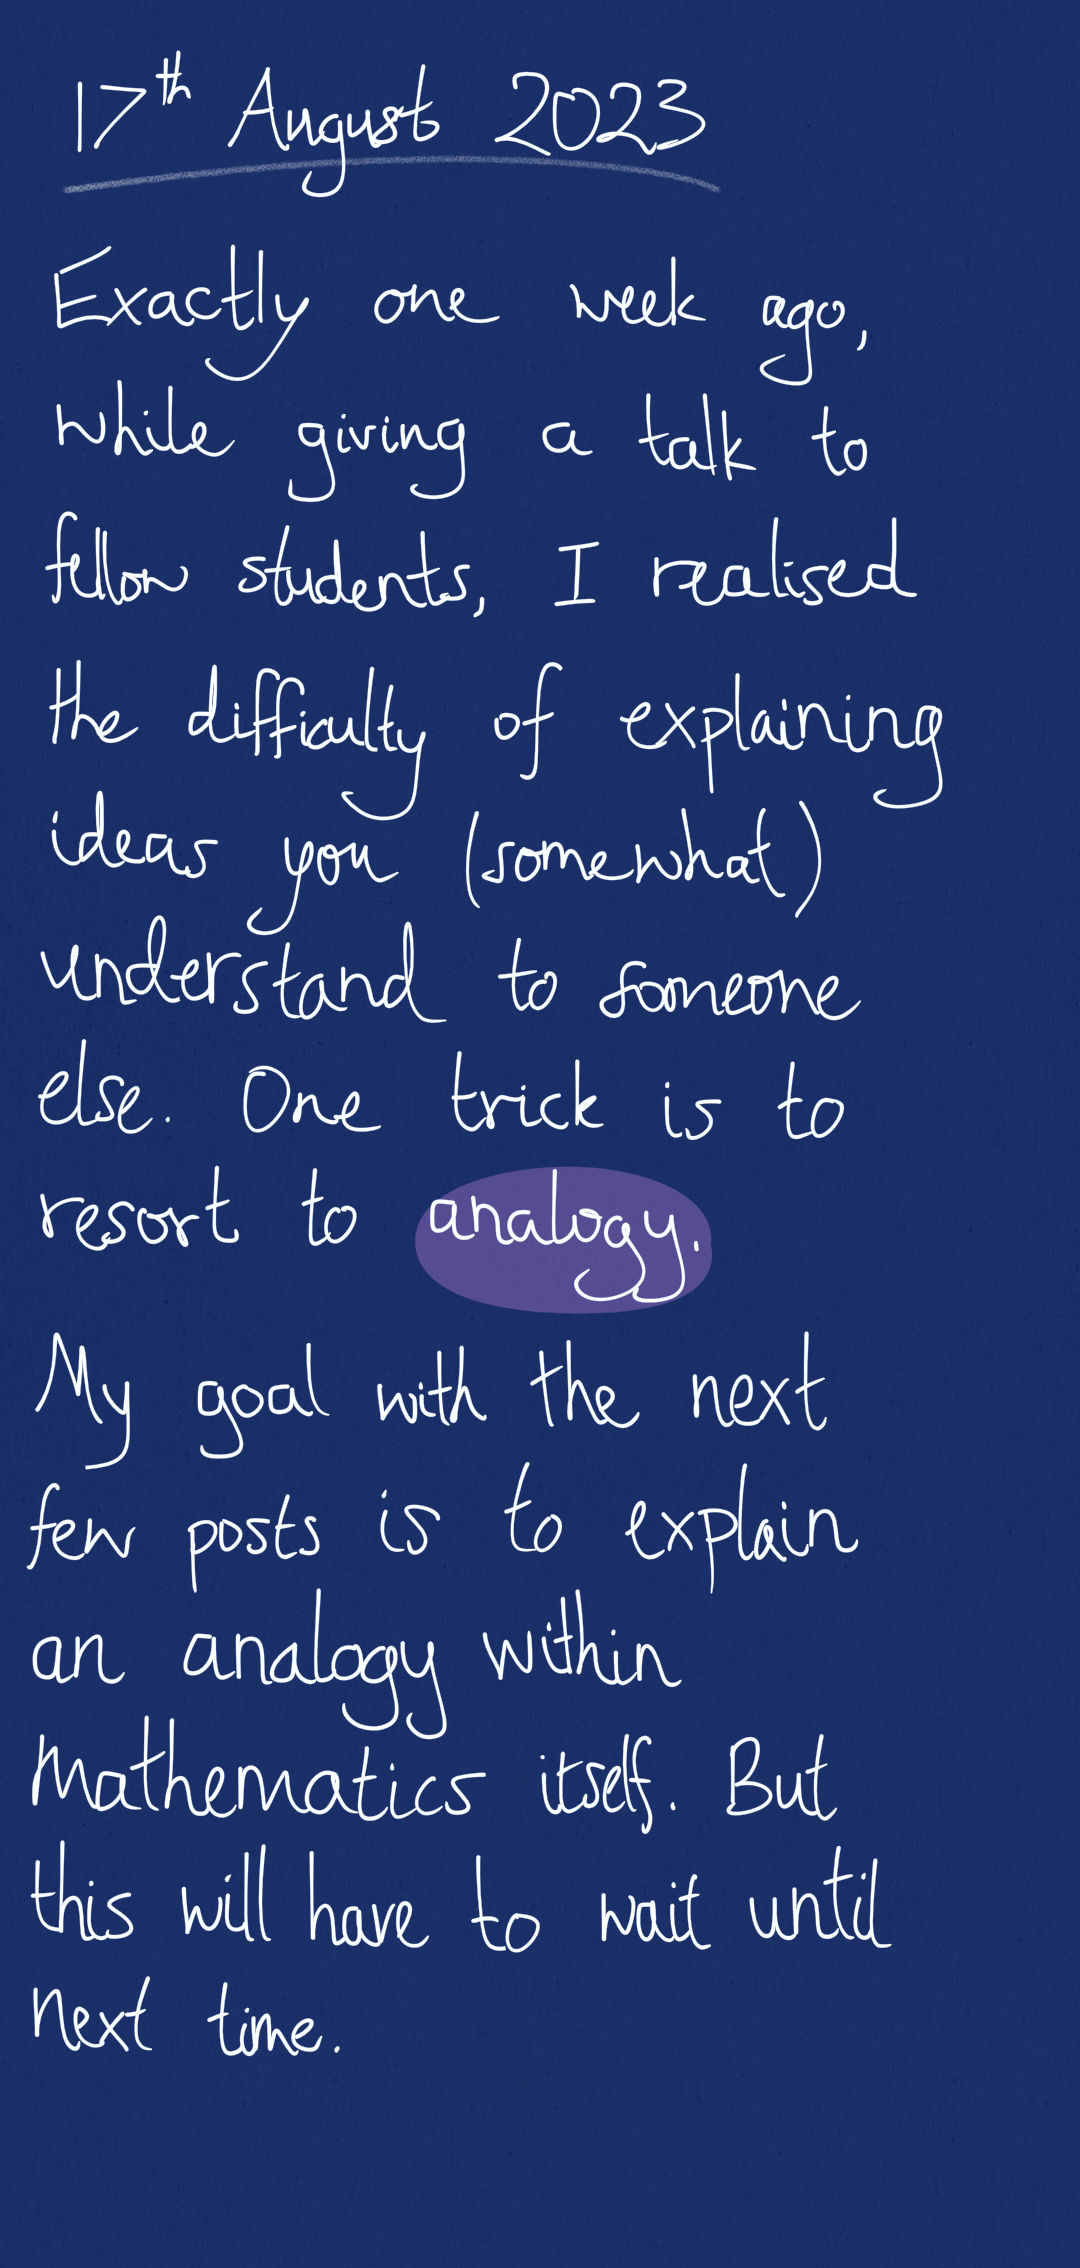 17th August 2023
Exactly one week ago,
while giving a talk to
fellow students, I realised
the difficulty of explaining
ideas you (somewhat)
understand to someone
else. One trick is to
resort to analogy.
My goal with the next
few posts is to explain
an analogy within
Mathematics itself. But
this will have to wait until
next time.